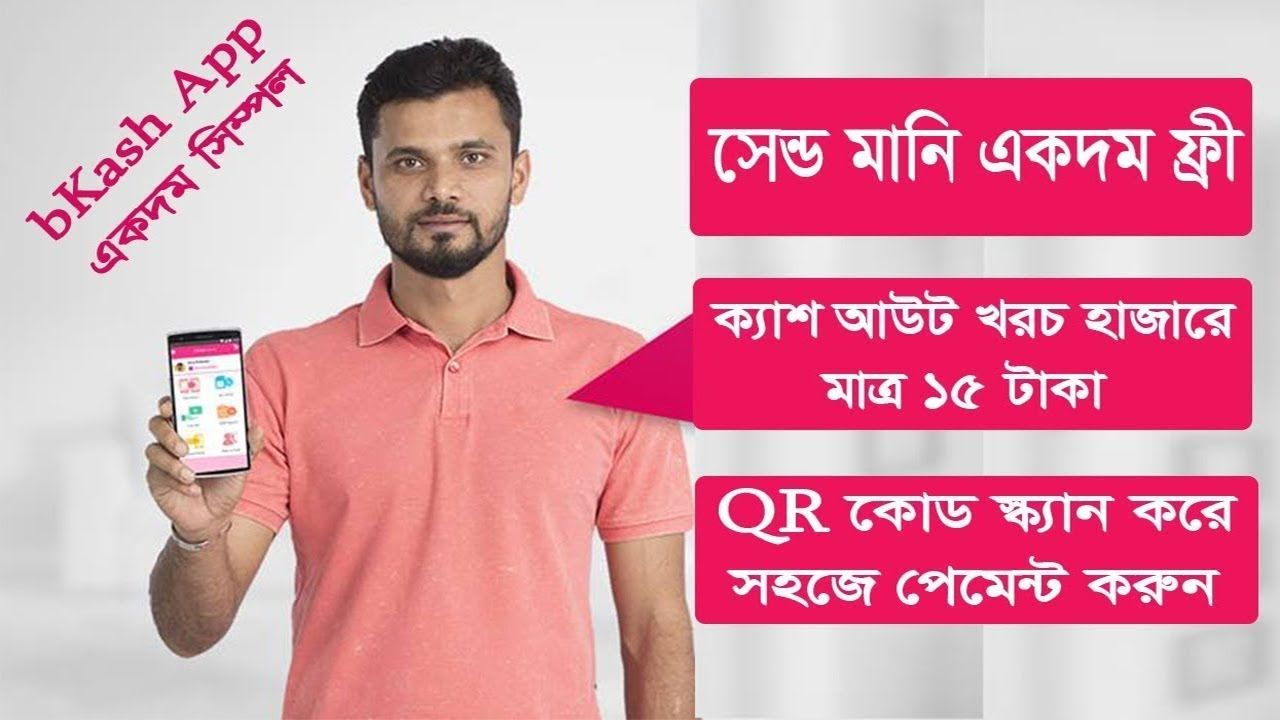 bKash App
একদম সিম্পল
সেন্ড মানি একদম ফ্রী
ক্যাশ আউট খরচ হাজারে
মাত্র ১৫ টাকা
QR কোড স্ক্যান করে
সহজে পেমেন্ট করুন